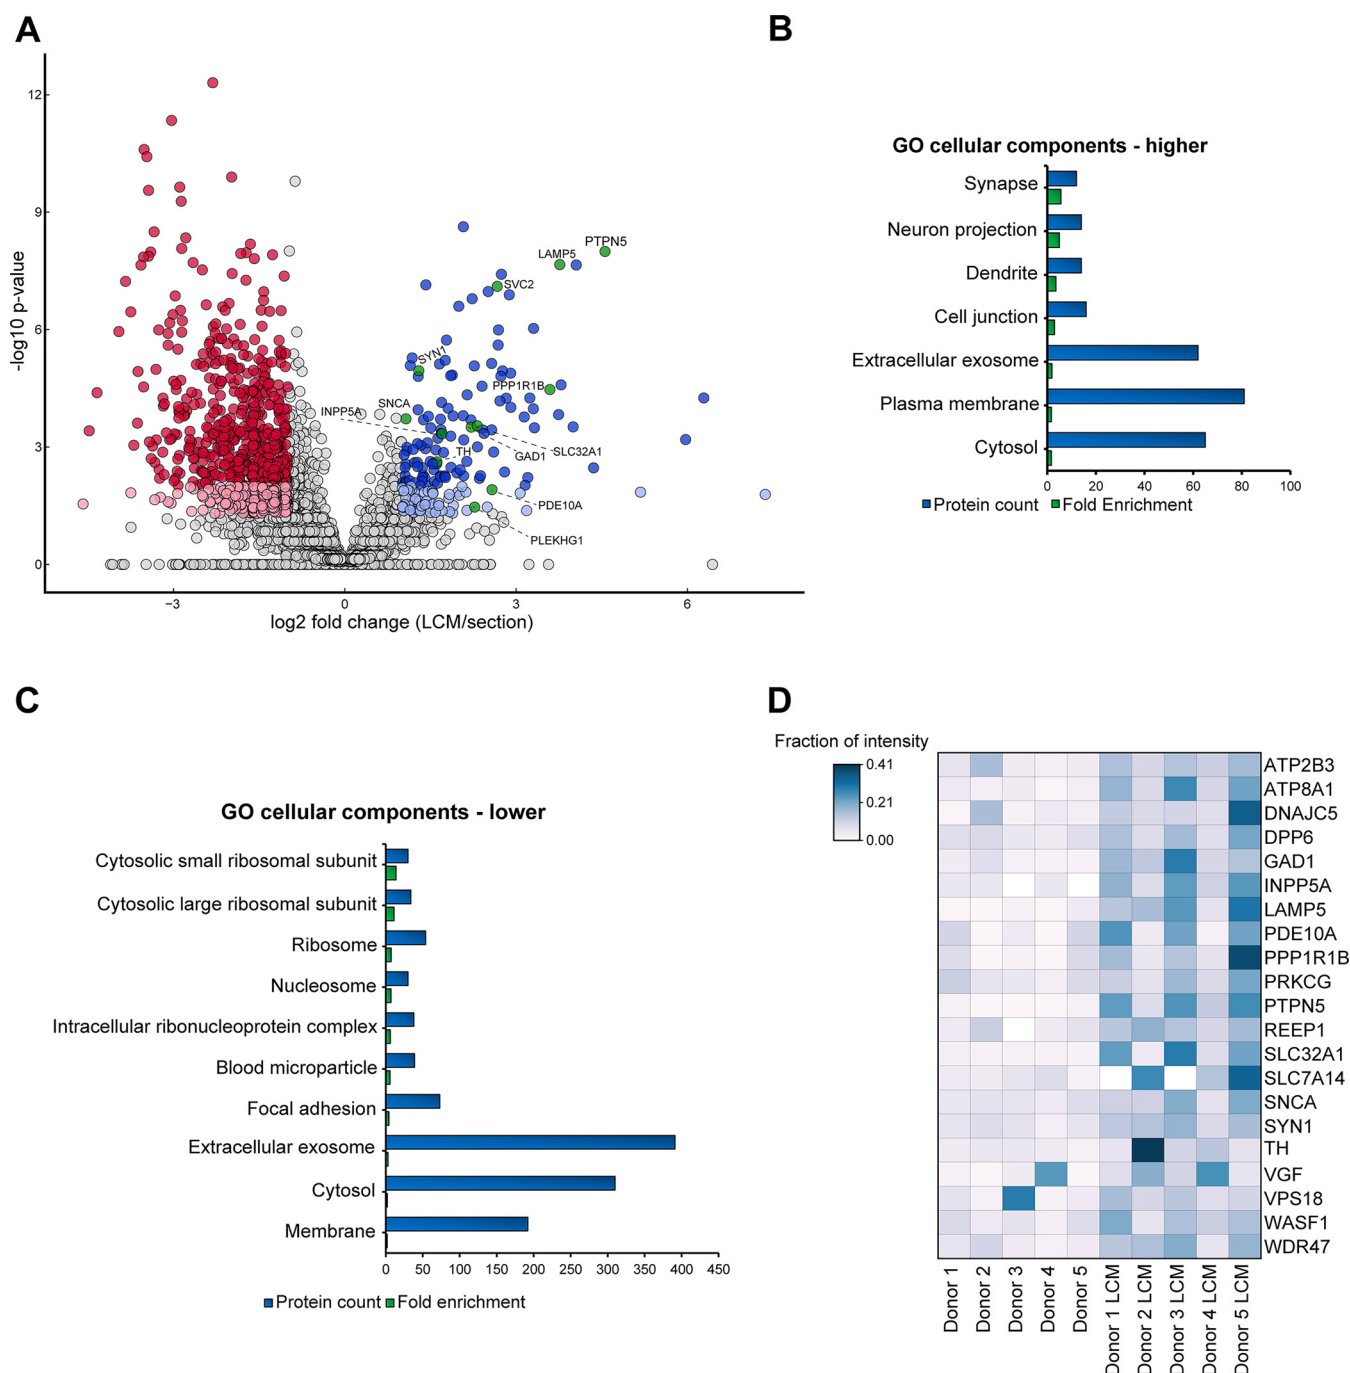 A
12
9
6
3
0
-log10 p-value
PTPN5
LAMP5
SVC2
SYN1
PPP1R1B
SNCA
INPP5A
TH
GAD1
SLC32A1
PDE10A
PLEKHG1
−3
0
3
6
log2 fold change (LCM/section)
B
GO cellular components - higher
Synapse
Neuron projection
Dendrite
Cell junction
Extracellular exosome
Plasma membrane
Cytosol
0 20 40 60 80 100
Protein count Fold Enrichment
C
GO cellular components - lower
Cytosolic small ribosomal subunit
Cytosolic large ribosomal subunit
Ribosome
Nucleosome
Intracellular ribonucleoprotein complex
Blood microparticle
Focal adhesion
Extracellular exosome
Cytosol
Membrane
0 50 100 150 200 250 300 350 400 450
Protein count Fold enrichment
D
Fraction of intensity
0.41
0.21
0.00
ATP2B3
ATP8A1
DNAJC5
DPP6
GAD1
INPP5A
LAMP5
PDE10A
PPP1R1B
PRKCG
PTPN5
REEP1
SLC32A1
SLC7A14
SNCA
SYN1
TH
VGF
VPS18
WASF1
WDR47
Donor 1
Donor 2
Donor 3
Donor 4
Donor 5
Donor 1 LCM
Donor 2 LCM
Donor 3 LCM
Donor 4 LCM
Donor 5 LCM